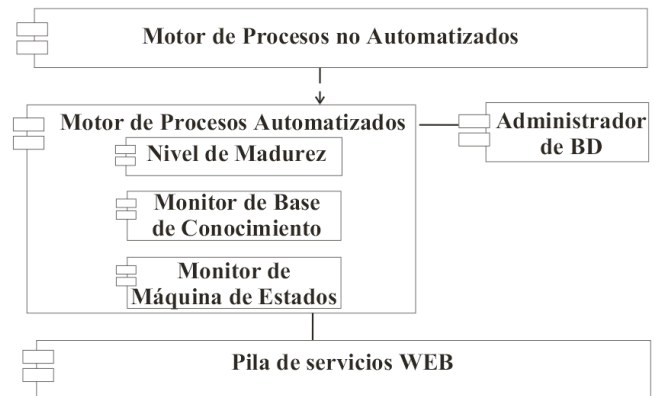 Motor de Procesos no Automatizados
Motor de Procesos Automatizados
Administrador
de BD
Nivel de Madurez
Monitor de Base
de Conocimiento
Monitor de
Máquina de Estados
Pila de servicios WEB